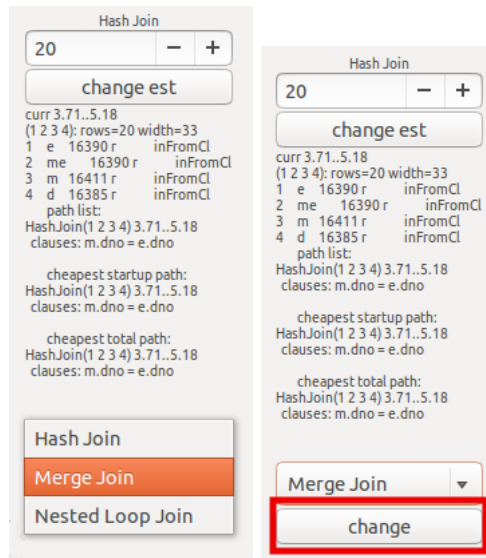 Hash Join
20 − +
change est
curr 3.71..5.18
(1 2 3 4): rows=20 width=33
1 e 16390 r inFromCl
2 me 16390 r inFromCl
3 m 16411 r inFromCl
4 d 16385 r inFromCl
path list:
HashJoin(1 2 3 4) 3.71..5.18
clauses: m.dno = e.dno
cheapest startup path:
HashJoin(1 2 3 4) 3.71..5.18
clauses: m.dno = e.dno
cheapest total path:
HashJoin(1 2 3 4) 3.71..5.18
clauses: m.dno = e.dno
Hash Join
Merge Join
Nested Loop Join
Hash Join
20 − +
change est
curr 3.71..5.18
(1 2 3 4): rows=20 width=33
1 e 16390 r inFromCl
2 me 16390 r inFromCl
3 m 16411 r inFromCl
4 d 16385 r inFromCl
path list:
HashJoin(1 2 3 4) 3.71..5.18
clauses: m.dno = e.dno
cheapest startup path:
HashJoin(1 2 3 4) 3.71..5.18
clauses: m.dno = e.dno
cheapest total path:
HashJoin(1 2 3 4) 3.71..5.18
clauses: m.dno = e.dno
Merge Join
change